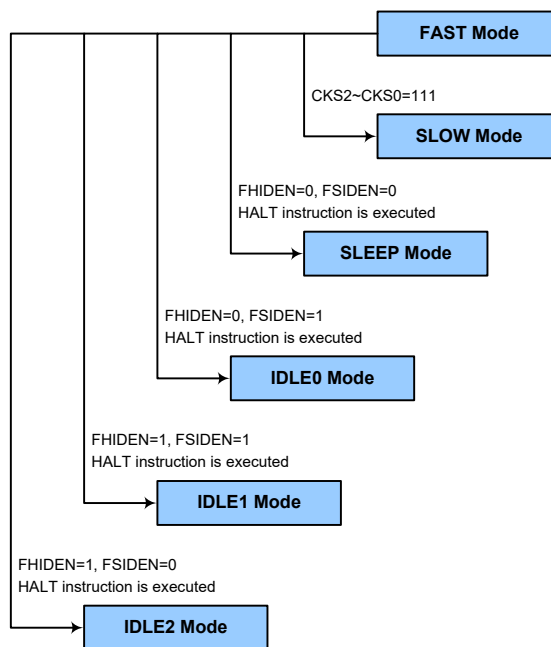 FAST Mode
CKS2~CKS0=111
SLOW Mode
FHIDEN=0, FSIDEN=0
HALT instruction is executed
SLEEP Mode
FHIDEN=0, FSIDEN=1
HALT instruction is executed
IDLE0 Mode
FHIDEN=1, FSIDEN=1
HALT instruction is executed
IDLE1 Mode
FHIDEN=1, FSIDEN=0
HALT instruction is executed
IDLE2 Mode